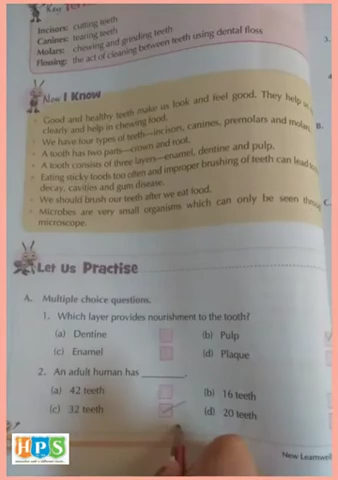 Key
Incisors: cutting teeth
Canines: tearing teeth
Molars: chewing and grinding teeth
Flossing: the act of cleaning between teeth using dental floss
3.
Now I Know
Good and healthy teeth make us look and feel good. They help us
clearly and help in chewing food.
We have four types of teeth—incisors, canines, premolars and molars.
B.
A tooth has two parts—crown and root.
A tooth consists of three layers—enamel, dentine and pulp.
Eating sticky foods too often and improper brushing of teeth can lead
decay, cavities and gum disease.
We should brush our teeth after we eat food.
Microbes are very small organisms which can only be seen
C.
microscope.
Let Us Practise
A. Multiple choice questions.
1. Which layer provides nourishment to the tooth?
(a) Dentine (b) Pulp
(c) Enamel (d) Plaque
2. An adult human has ________.
(a) 42 teeth (b) 16 teeth
(c) 32 teeth (d) 20 teeth
HPS
New Learnwell